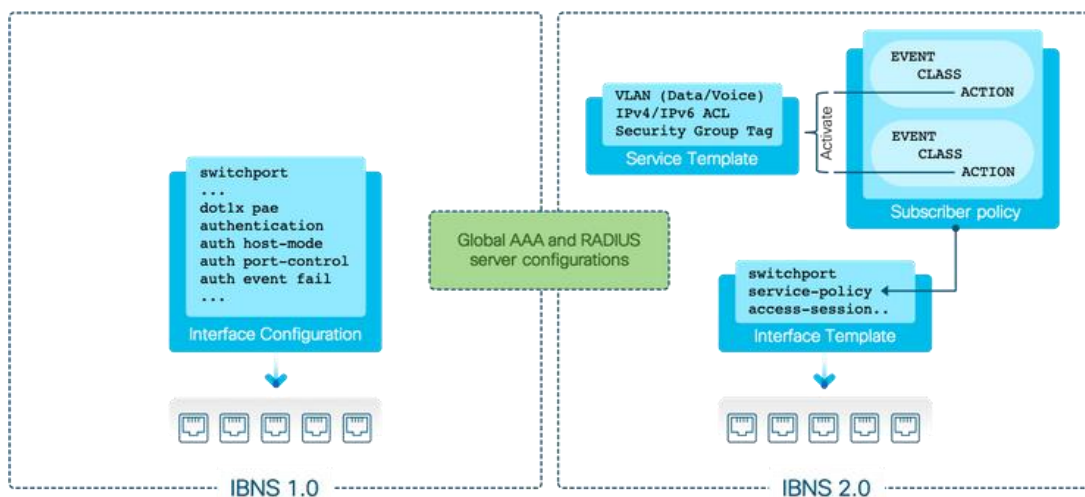 switchport
...
dot1x pae
authentication
auth host-mode
auth port-control
auth event fail
...
Interface Configuration
IBNS 1.0
Global AAA and RADIUS
server configurations
VLAN (Data/Voice)
IPv4/IPv6 ACL
Security Group Tag
Service Template
Activate
EVENT
CLASS
ACTION
EVENT
CLASS
ACTION
Subscriber policy
switchport
service-policy
access-session..
Interface Template
IBNS 2.0